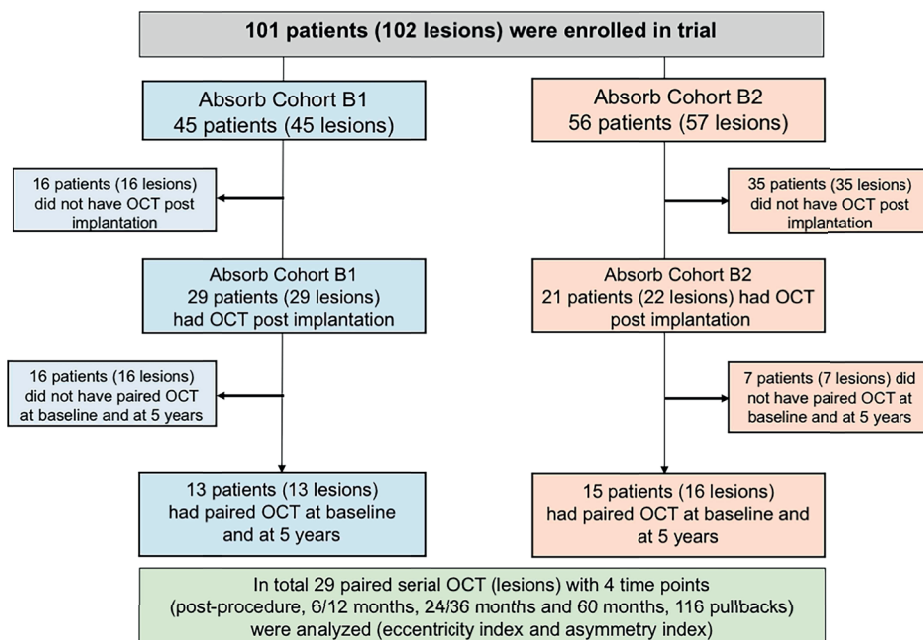 101 patients (102 lesions) were enrolled in trial
Absorb Cohort B1
45 patients (45 lesions)
Absorb Cohort B2
56 patients (57 lesions)
16 patients (16 lesions)
did not have OCT post
implantation
35 patients (35 lesions)
did not have OCT post
implantation
Absorb Cohort B1
29 patients (29 lesions)
had OCT post implantation
Absorb Cohort B2
21 patients (22 lesions) had OCT
post implantation
16 patients (16 lesions)
did not have paired OCT
at baseline and at 5 years
7 patients (7 lesions) did
not have paired OCT at
baseline and at 5 years
13 patients (13 lesions)
had paired OCT at baseline
and at 5 years
15 patients (16 lesions)
had paired OCT at baseline and
at 5 years
In total 29 paired serial OCT (lesions) with 4 time points
(post-procedure, 6/12 months, 24/36 months and 60 months, 116 pullbacks)
were analyzed (eccentricity index and asymmetry index)